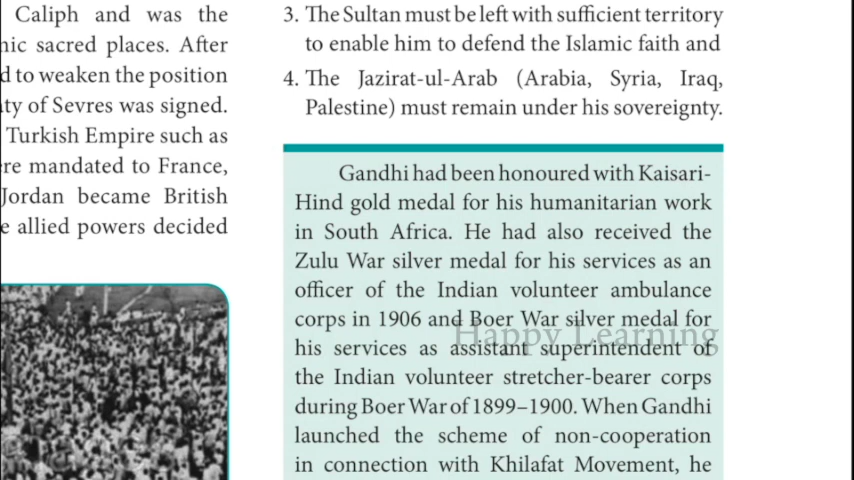 Caliph and was the
sacred places. After
to weaken the position
of Sevres was signed.
Turkish Empire such as
mandated to France,
Jordan became British
allied powers decided
3. The Sultan must be left with sufficient territory
to enable him to defend the Islamic faith and
4. The Jazirat-ul-Arab (Arabia, Syria, Iraq,
Palestine) must remain under his sovereignty.
Gandhi had been honoured with Kaisari-
Hind gold medal for his humanitarian work
in South Africa. He had also received the
Zulu War silver medal for his services as an
officer of the Indian volunteer ambulance
corps in 1906 and Boer War silver medal for
Happy Learning
his services as assistant superintendent of
the Indian volunteer stretcher-bearer corps
during Boer War of 1899–1900. When Gandhi
launched the scheme of non-cooperation
in connection with Khilafat Movement, he